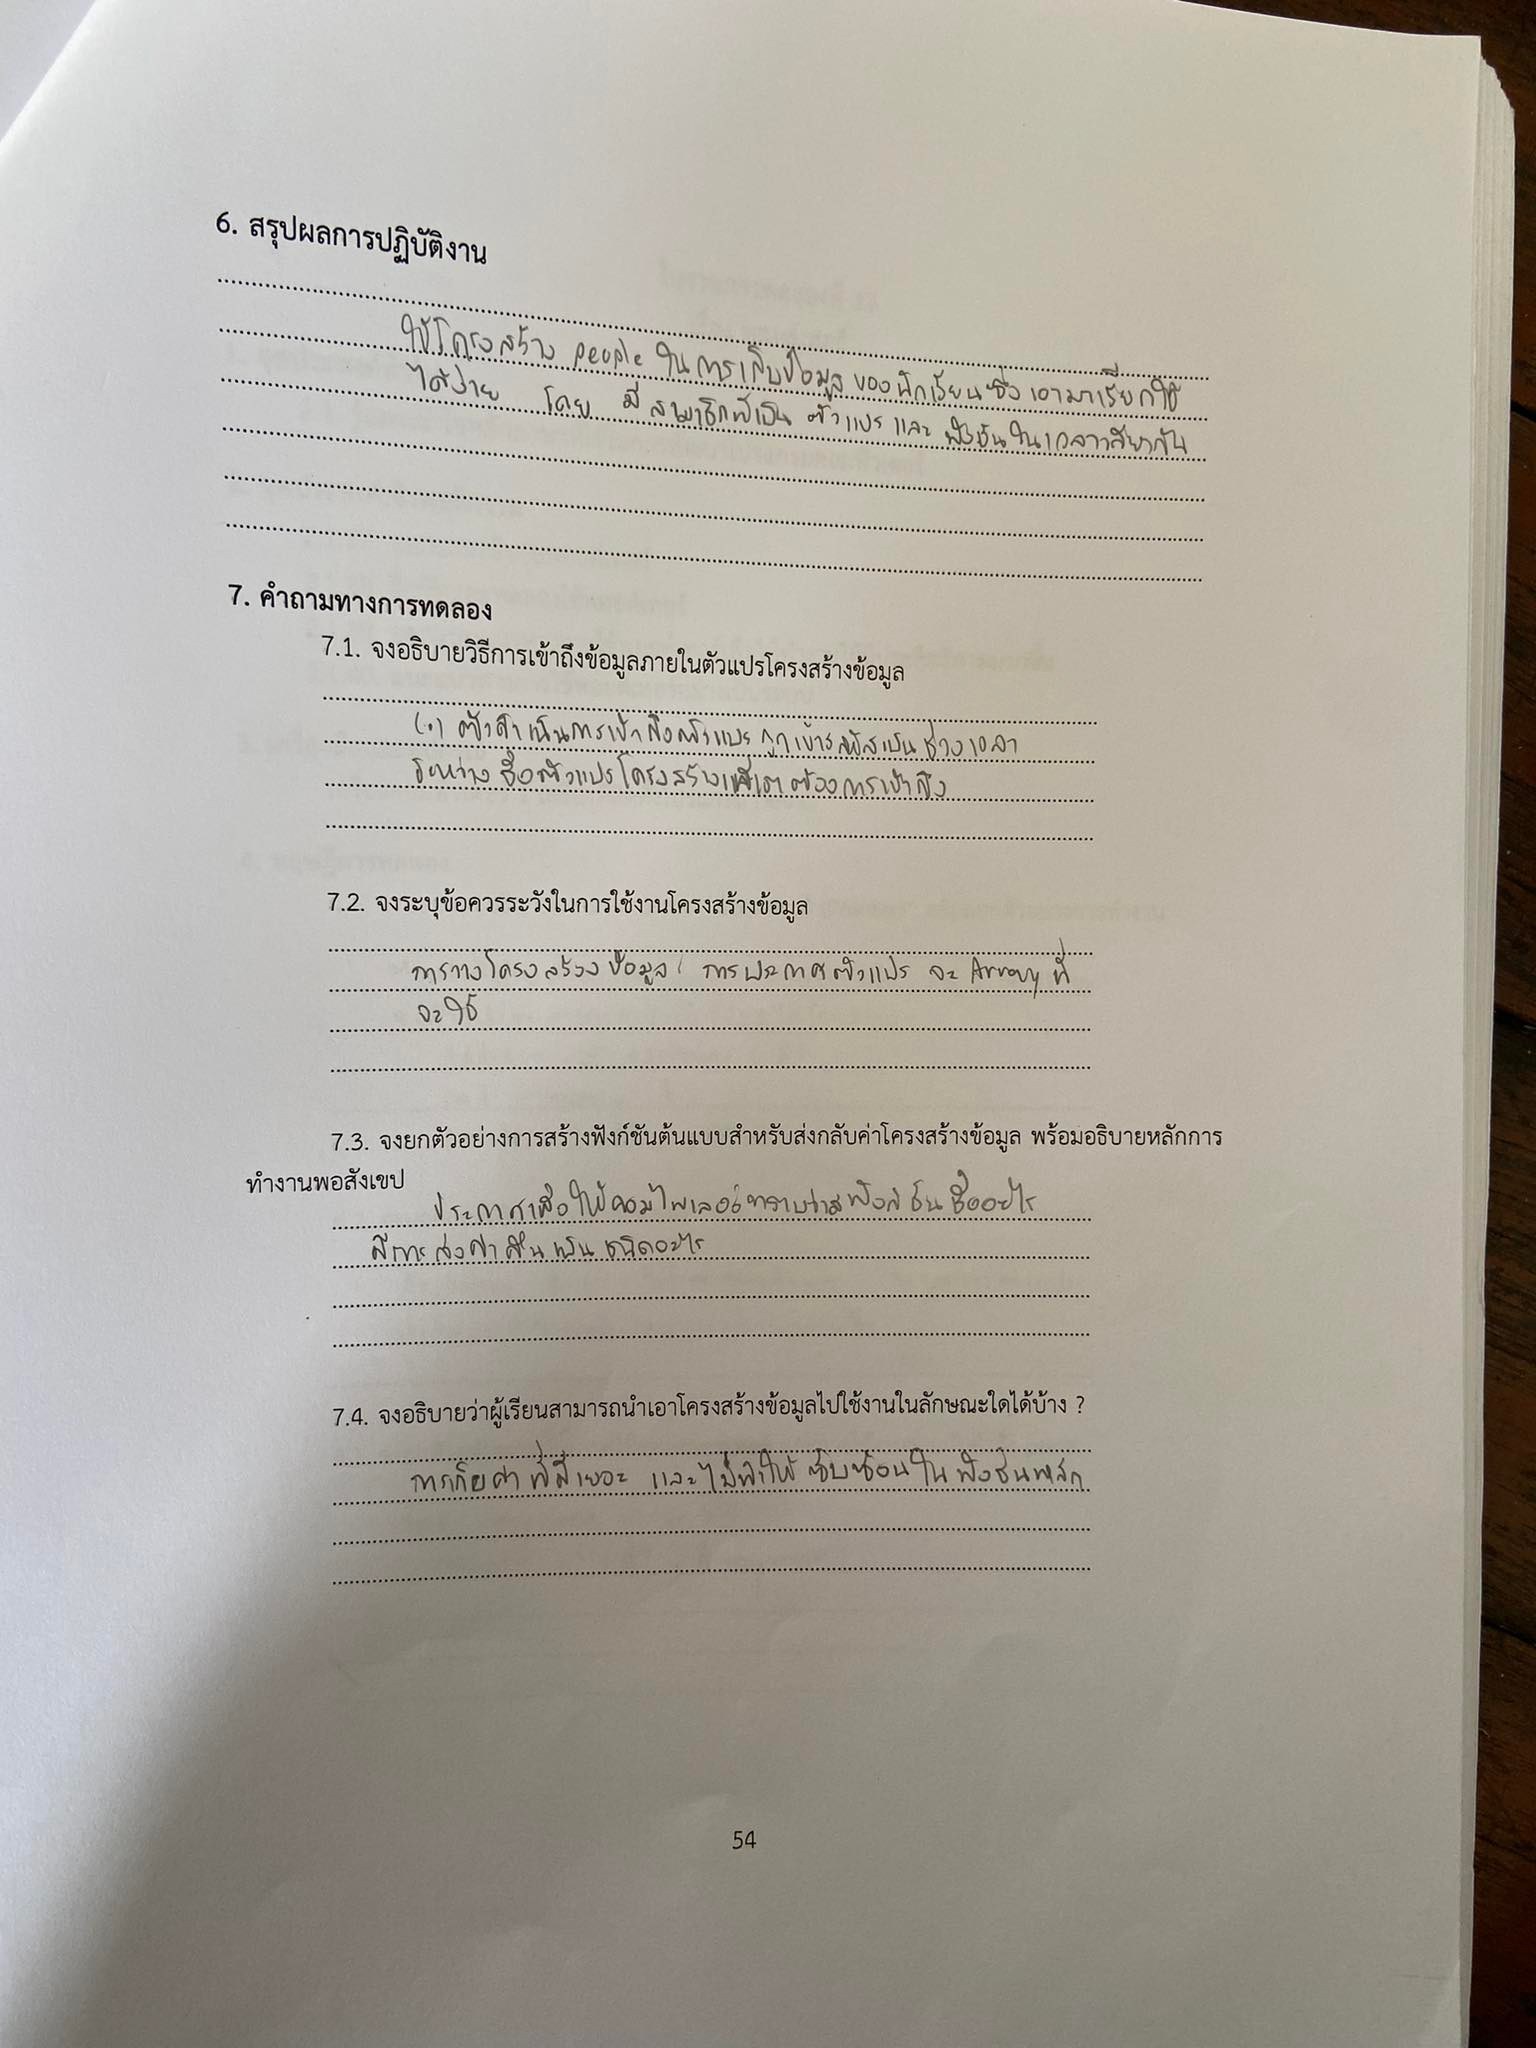 6. สรุปผลการปฏิบัติงาน
ใช้โครงสร้าง people ในการเก็บข้อมูลของนักเรียนซึ่งเอามาเรียกใช้
ได้ง่าย โดย มีสมาชิกที่เป็น ตัวแปร และ ฟังชันในเวลาเดียวกัน
7. คำถามทางการทดลอง
7.1. จงอธิบายวิธีการเข้าถึงข้อมูลภายในตัวแปรโครงสร้างข้อมูล
(.) ตัวดำเนินการเข้าถึงตัวแปร ถูกเข้ารหัสเป็นช่วงเวลา
ระหว่าง ชื่อตัวแปรโครงสร้าง ต้องการเข้าถึง
7.2. จงระบุข้อควรระวังในการใช้งานโครงสร้างข้อมูล
การวางโครงสร้างข้อมูล การประกาศตัวแปร จะ Array ที่
จะใช้
7.3. จงยกตัวอย่างการสร้างฟังก์ชันต้นแบบสำหรับส่งกลับค่าโครงสร้างข้อมูล พร้อมอธิบายหลักการ
ทำงานพอสังเขป
ประกาศเพื่อให้คอมไพเลอร์ทราบว่าฟังก์ชันชื่ออะไร
มีการส่งค่าคืนเป็นชนิดอะไร
7.4. จงอธิบายว่าผู้เรียนสามารถนำเอาโครงสร้างข้อมูลไปใช้งานในลักษณะใดได้บ้าง ?
การเก็บค่าที่มีเยอะ และไม่ทำให้ซับซ้อนในฟังชันหลัก
54